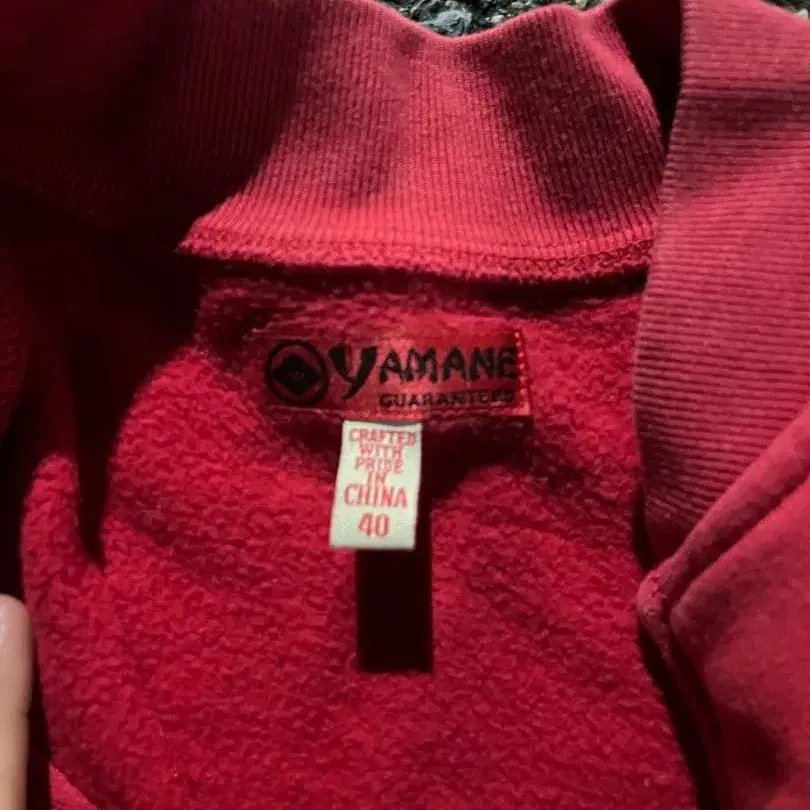 YAMANE
GUARANTEED
CRAFTED
WITH
PRIDE
IN
CHINA
40